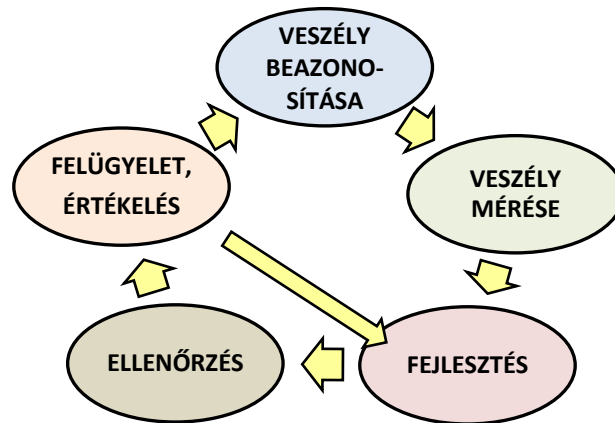 VESZÉLY
BEAZONO-
SÍTÁSA
VESZÉLY
MÉRÉSE
FEJLESZTÉS
ELLENŐRZÉS
FELÜGYELET,
ÉRTÉKELÉS